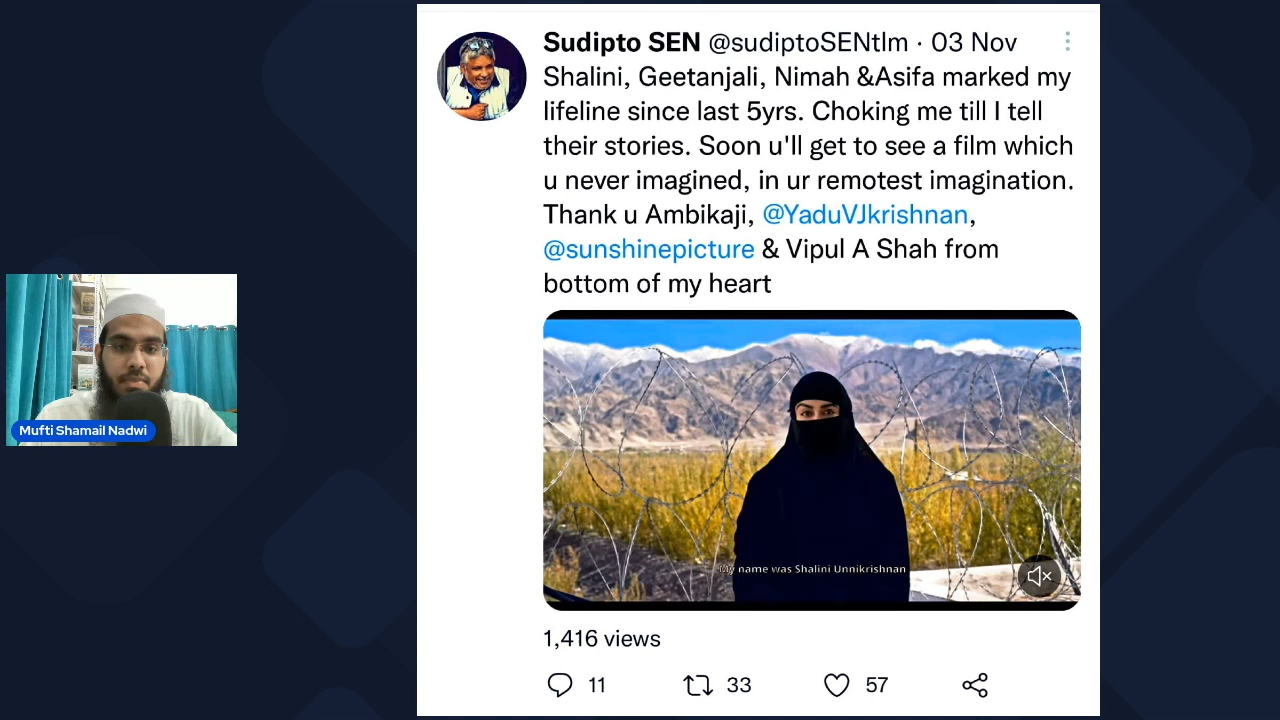 Sudipto SEN @sudiptoSENtlm · 03 Nov
Shalini, Geetanjali, Nimah &Asifa marked my
lifeline since last 5yrs. Choking me till I tell
their stories. Soon u'll get to see a film which
u never imagined, in ur remotest imagination.
Thank u Ambikaji, @YaduVJkrishnan,
@sunshinepicture & Vipul A Shah from
bottom of my heart
My name was Shalini Unnikrishnan
1,416 views
11 33 57
Mufti Shamail Nadwi